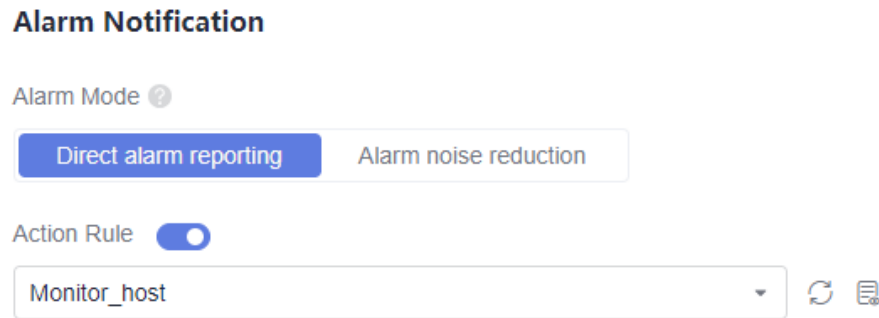 Alarm Notification
Alarm Mode ?
Direct alarm reporting Alarm noise reduction
Action Rule
Monitor_host